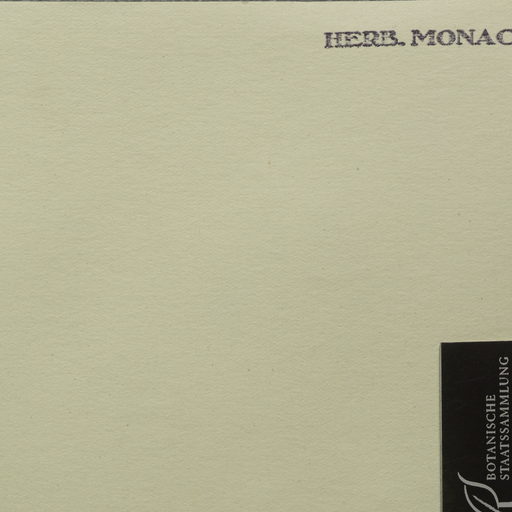 HERB. MONAC
BOTANISCHE
STAATSSAMMLUNG